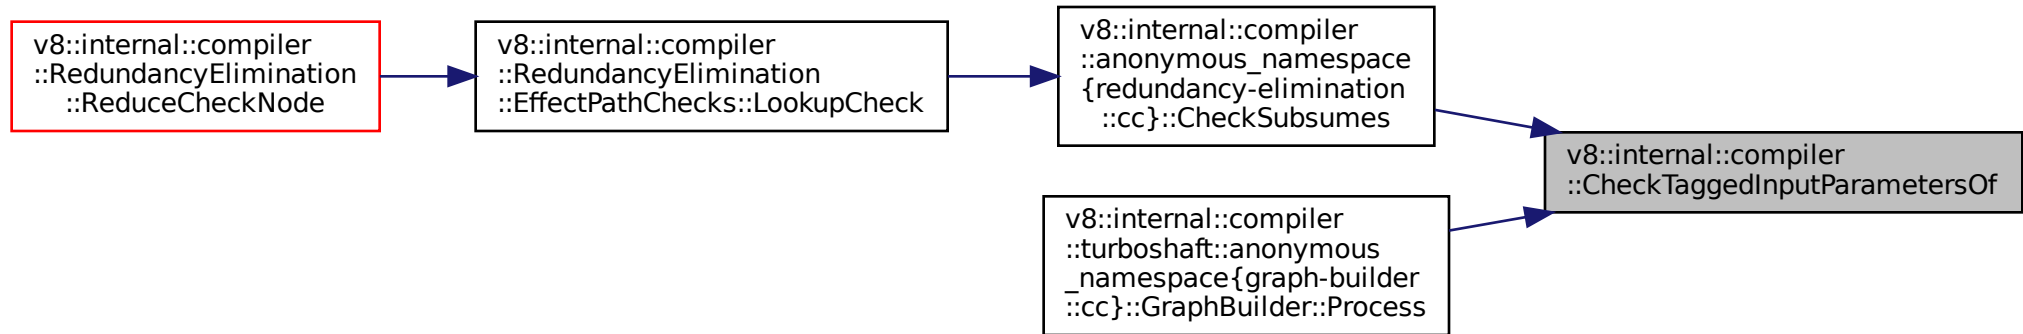 v8::internal::compiler
::RedundancyElimination
::ReduceCheckNode
v8::internal::compiler
::RedundancyElimination
::EffectPathChecks::LookupCheck
v8::internal::compiler
::anonymous_namespace
{redundancy-elimination
::cc}::CheckSubsumes
v8::internal::compiler
::CheckTaggedInputParametersOf
v8::internal::compiler
::turboshaft::anonymous
_namespace{graph-builder
::cc}::GraphBuilder::Process